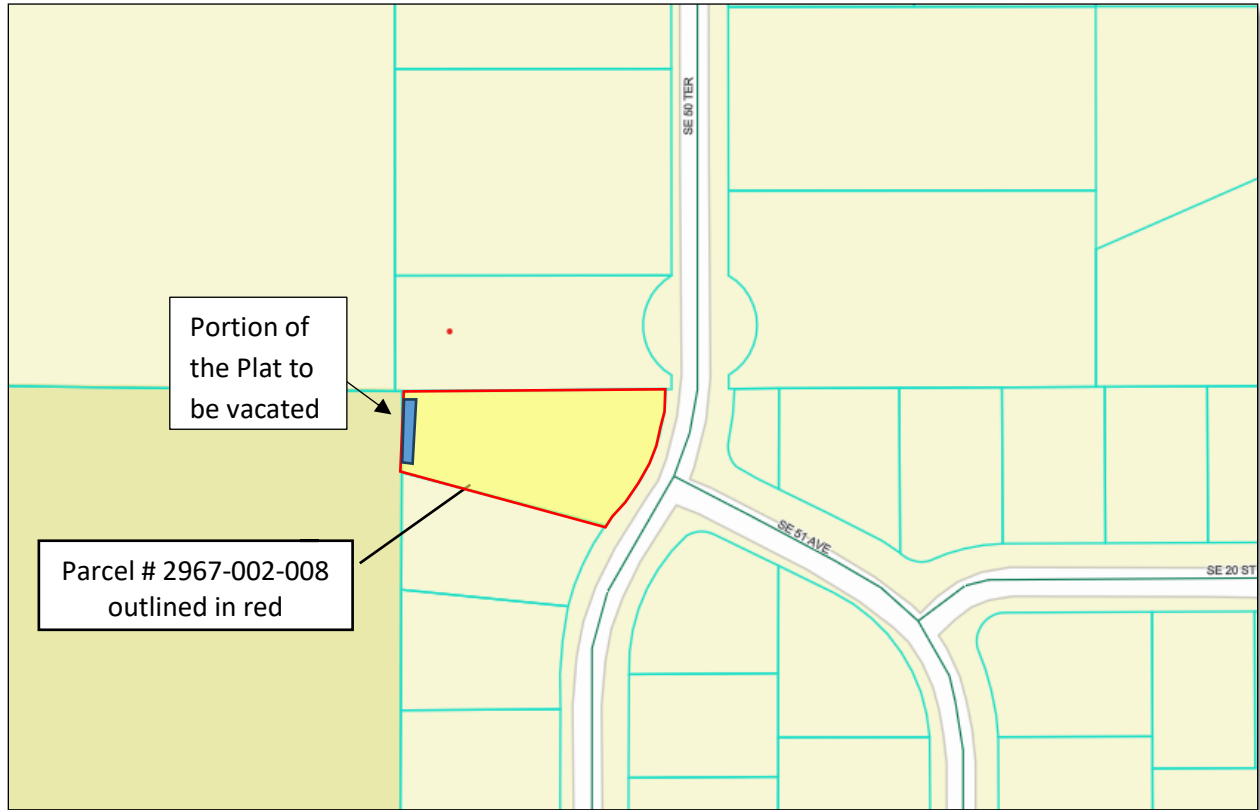 SE 50 TER
Portion of
the Plat to
be vacated
Parcel # 2967-002-008
outlined in red
SE 51 AVE
SE 20 ST